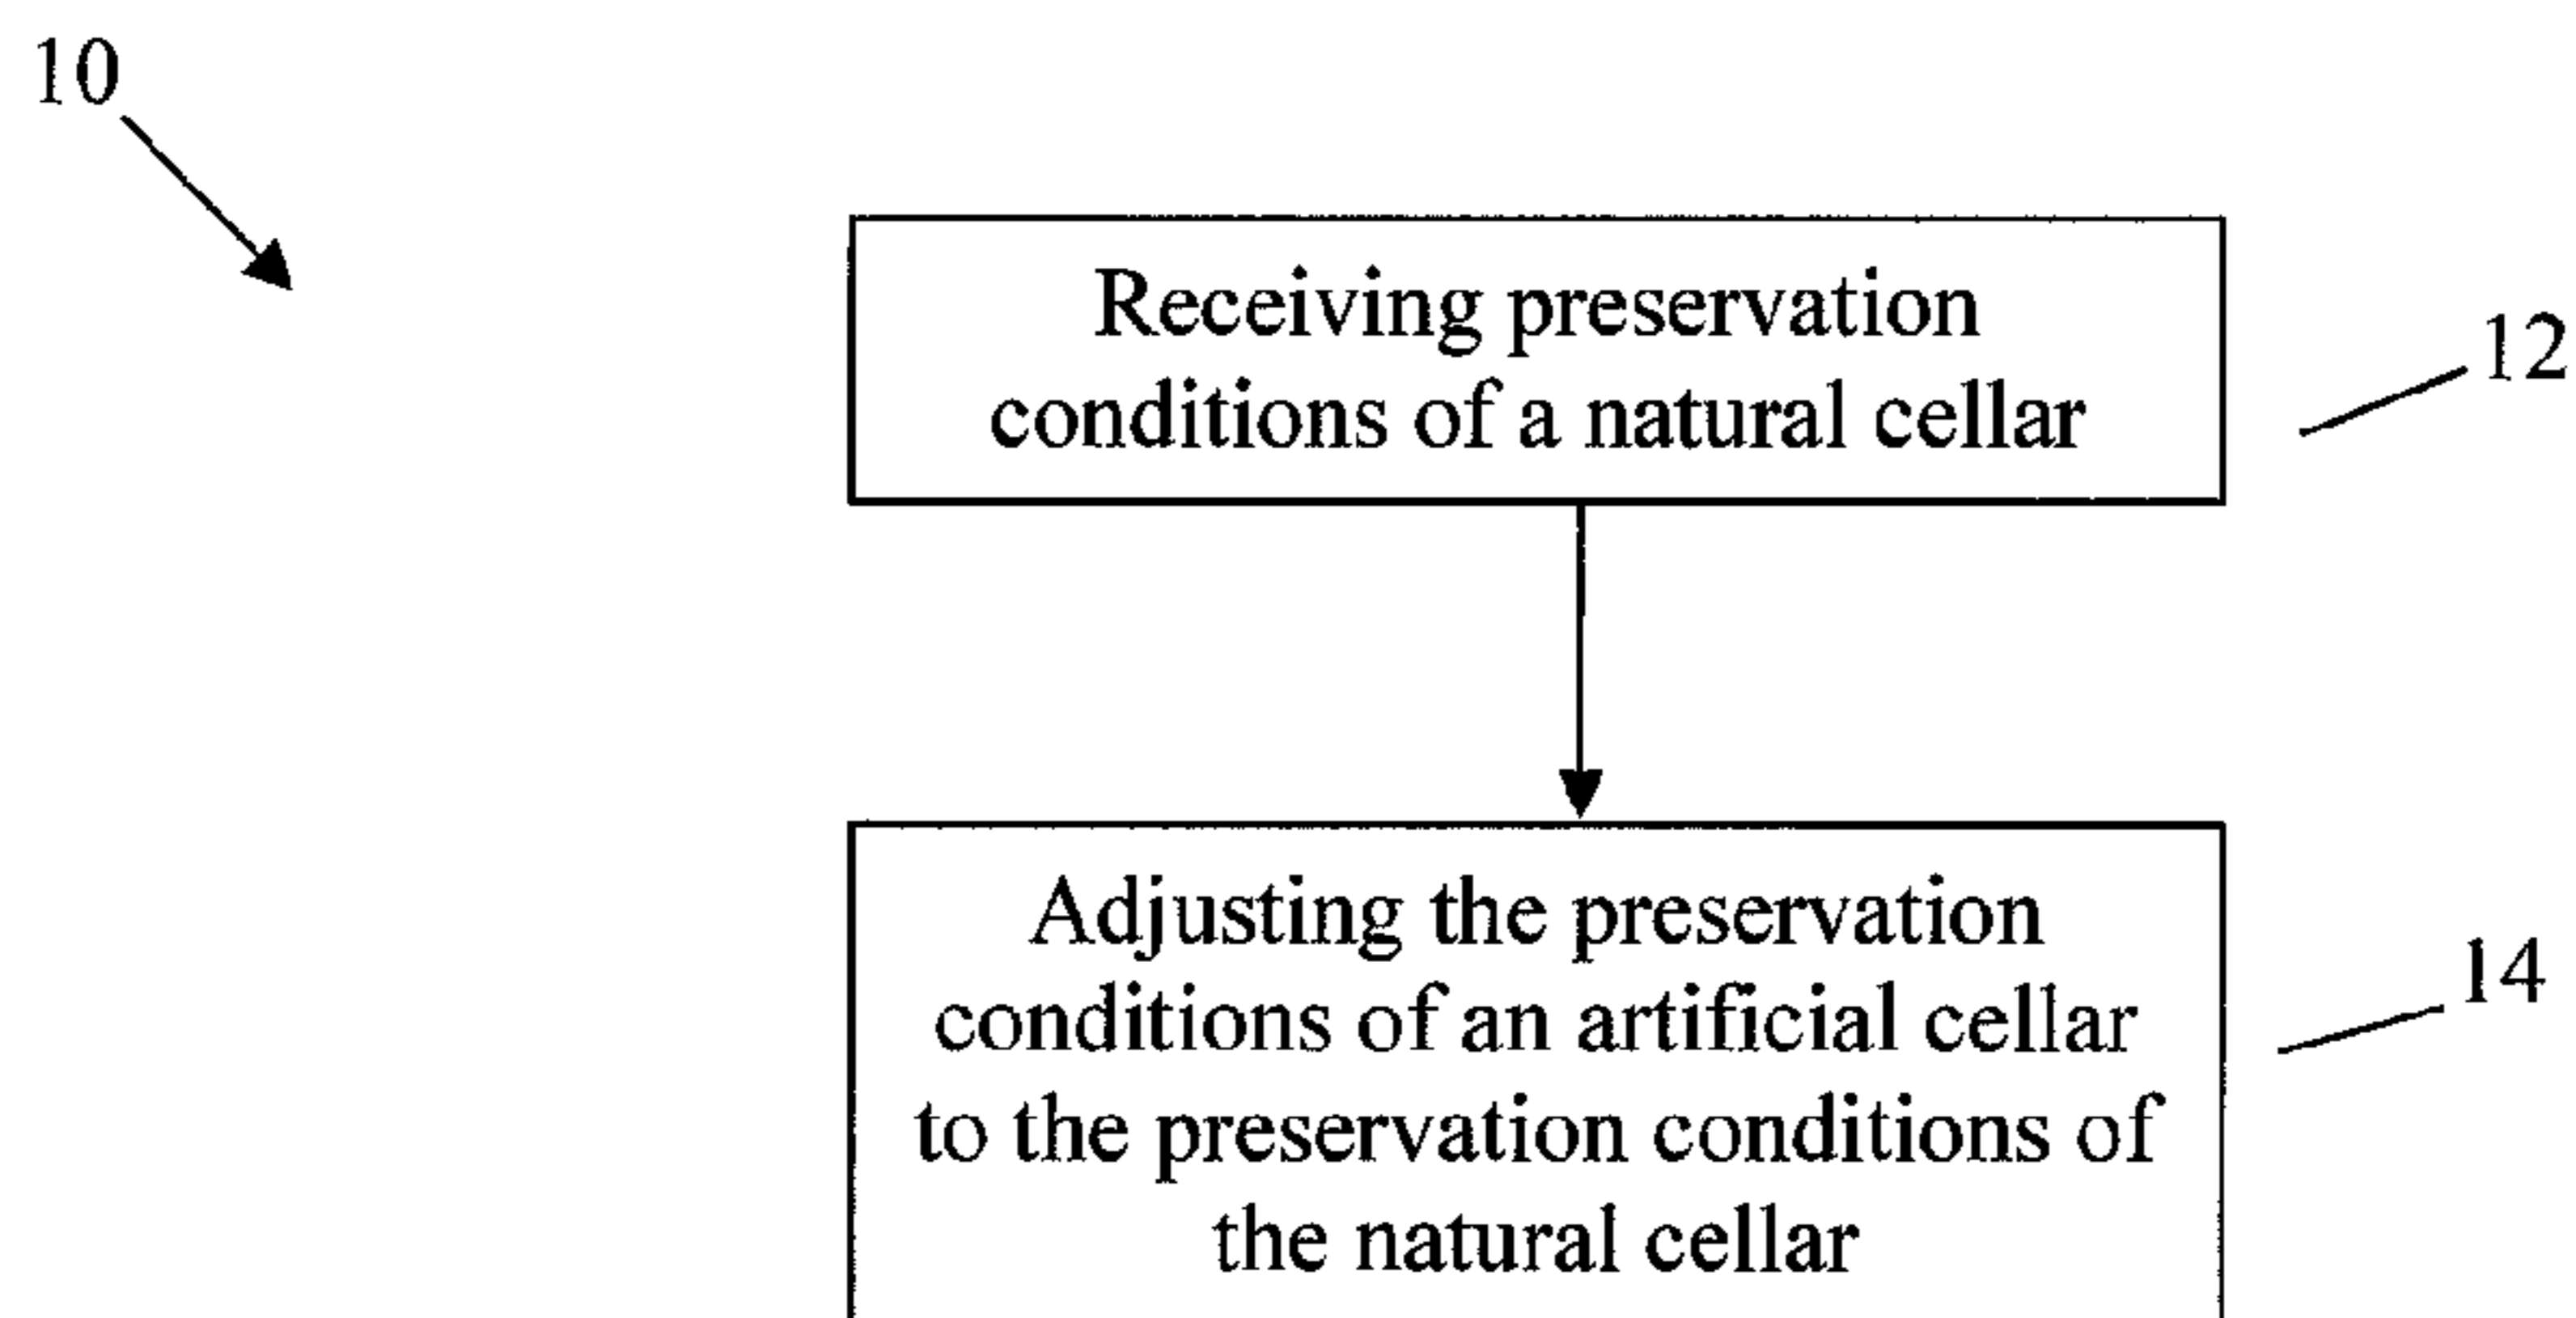 10
Receiving preservation
conditions of a natural cellar
12
Adjusting the preservation
conditions of an artificial cellar
to the preservation conditions of
the natural cellar
14